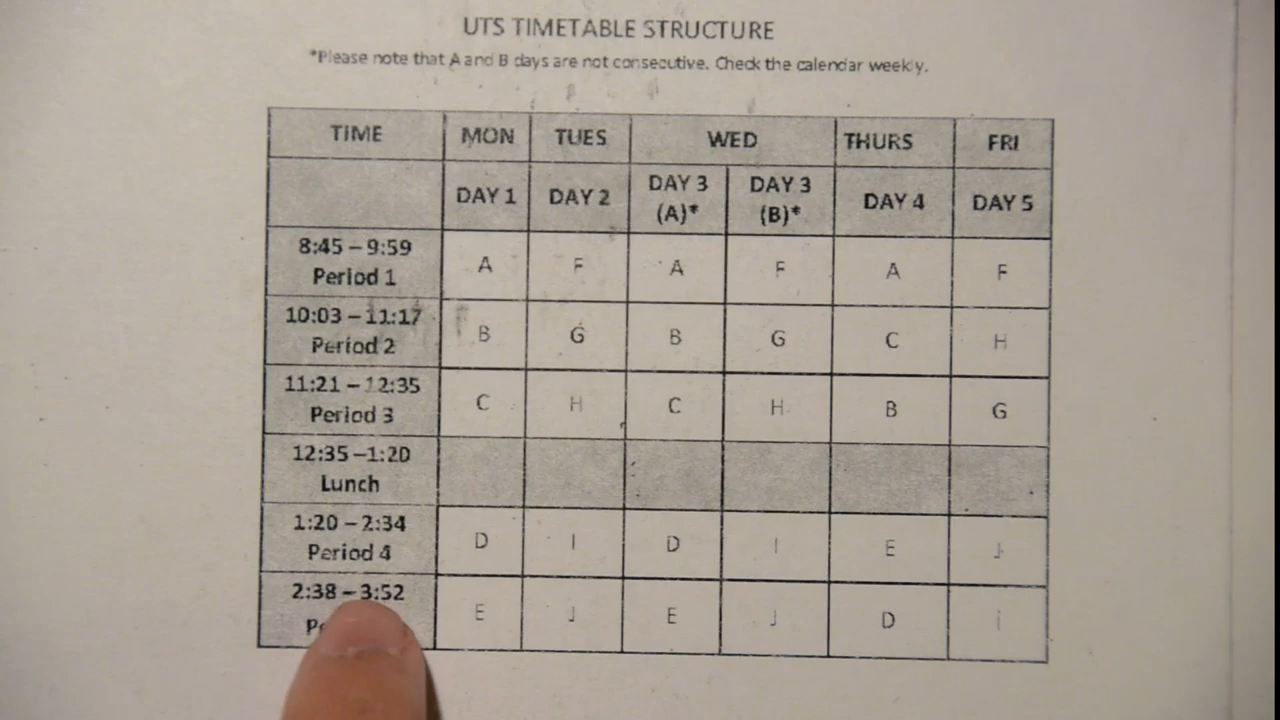 UTS TIMETABLE STRUCTURE
*Please note that A and B days are not consecutive. Check the calendar weekly.
TIME MON TUES WED THURS FRI
DAY 1 DAY 2 DAY 3 (A)* DAY 3 (B)* DAY 4 DAY 5
8:45 – 9:59 Period 1 A F A F A F
10:03 – 11:17 Period 2 B G B G C H
11:21 – 12:35 Period 3 C H C H B G
12:35 –1:20 Lunch
1:20 – 2:34 Period 4 D I D I E J
2:38 – 3:52 E J E J D I